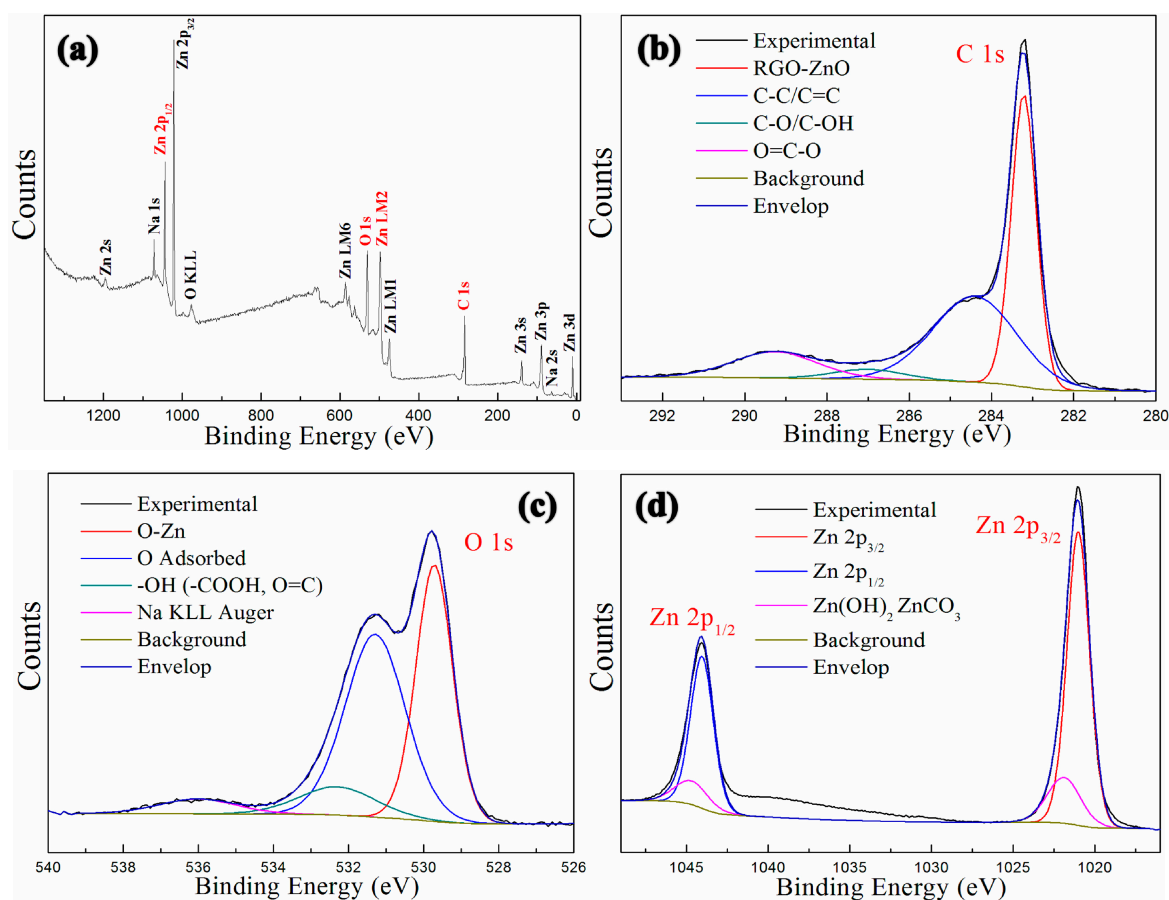 (a)
Zn 2s
Na 1s
Zn 2p1/2
Zn 2p3/2
O KLL
Zn LM6
O 1s
Zn LM2
Zn LM1
C 1s
Zn 3s
Zn 3p
Na 2s
Zn 3d
Counts
1200
1000
800
600
400
200
0
Binding Energy (eV)
(b)
C 1s
Experimental
RGO-ZnO
C-C/C=C
C-O/C-OH
O=C-O
Background
Envelop
Counts
292
290
288
286
284
282
280
Binding Energy (eV)
(c)
O 1s
Experimental
O-Zn
O Adsorbed
-OH (-COOH, O=C)
Na KLL Auger
Background
Envelop
Counts
540
538
536
534
532
530
528
526
Binding Energy (eV)
(d)
Zn 2p3/2
Zn 2p1/2
Experimental
Zn 2p3/2
Zn 2p1/2
Zn(OH)2 ZnCO3
Background
Envelop
Counts
1045
1040
1035
1030
1025
1020
Binding Energy (eV)